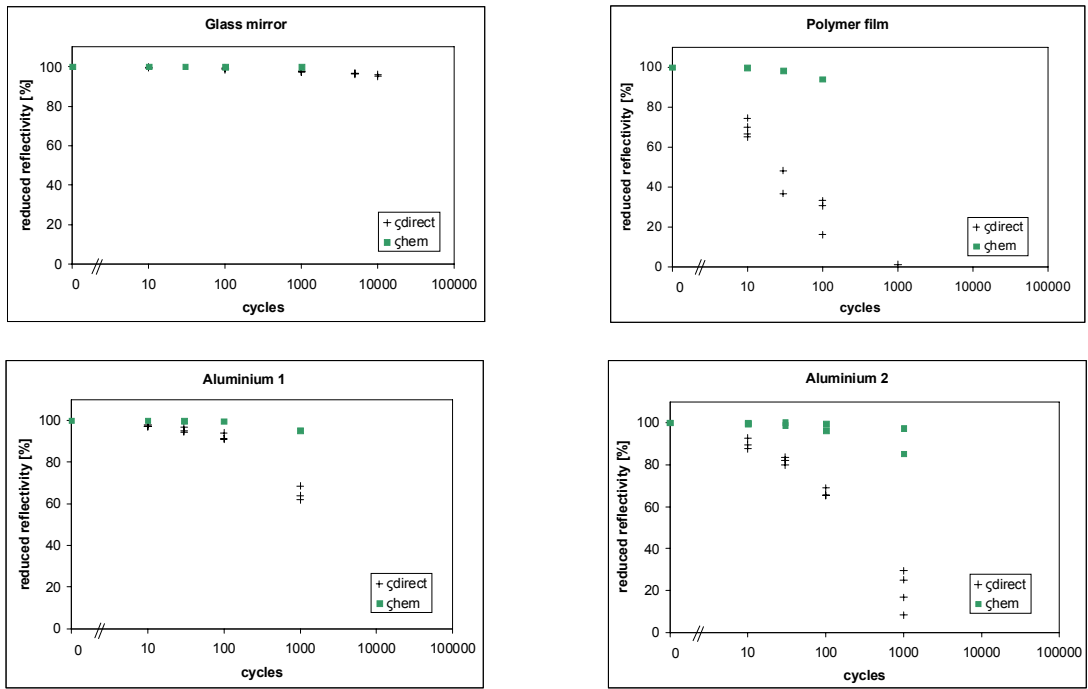 Glass mirror
reduced reflectivity [%]
100
80
60
40
20
0
0 10 100 1000 10000 100000
cycles
ςdirect
ςhem
Polymer film
reduced reflectivity [%]
100
80
60
40
20
0
0 10 100 1000 10000 100000
cycles
ςdirect
ςhem
Aluminium 1
reduced reflectivity [%]
100
80
60
40
20
0
0 10 100 1000 10000 100000
cycles
ςdirect
ςhem
Aluminium 2
reduced reflectivity [%]
100
80
60
40
20
0
0 10 100 1000 10000 100000
cycles
ςdirect
ςhem